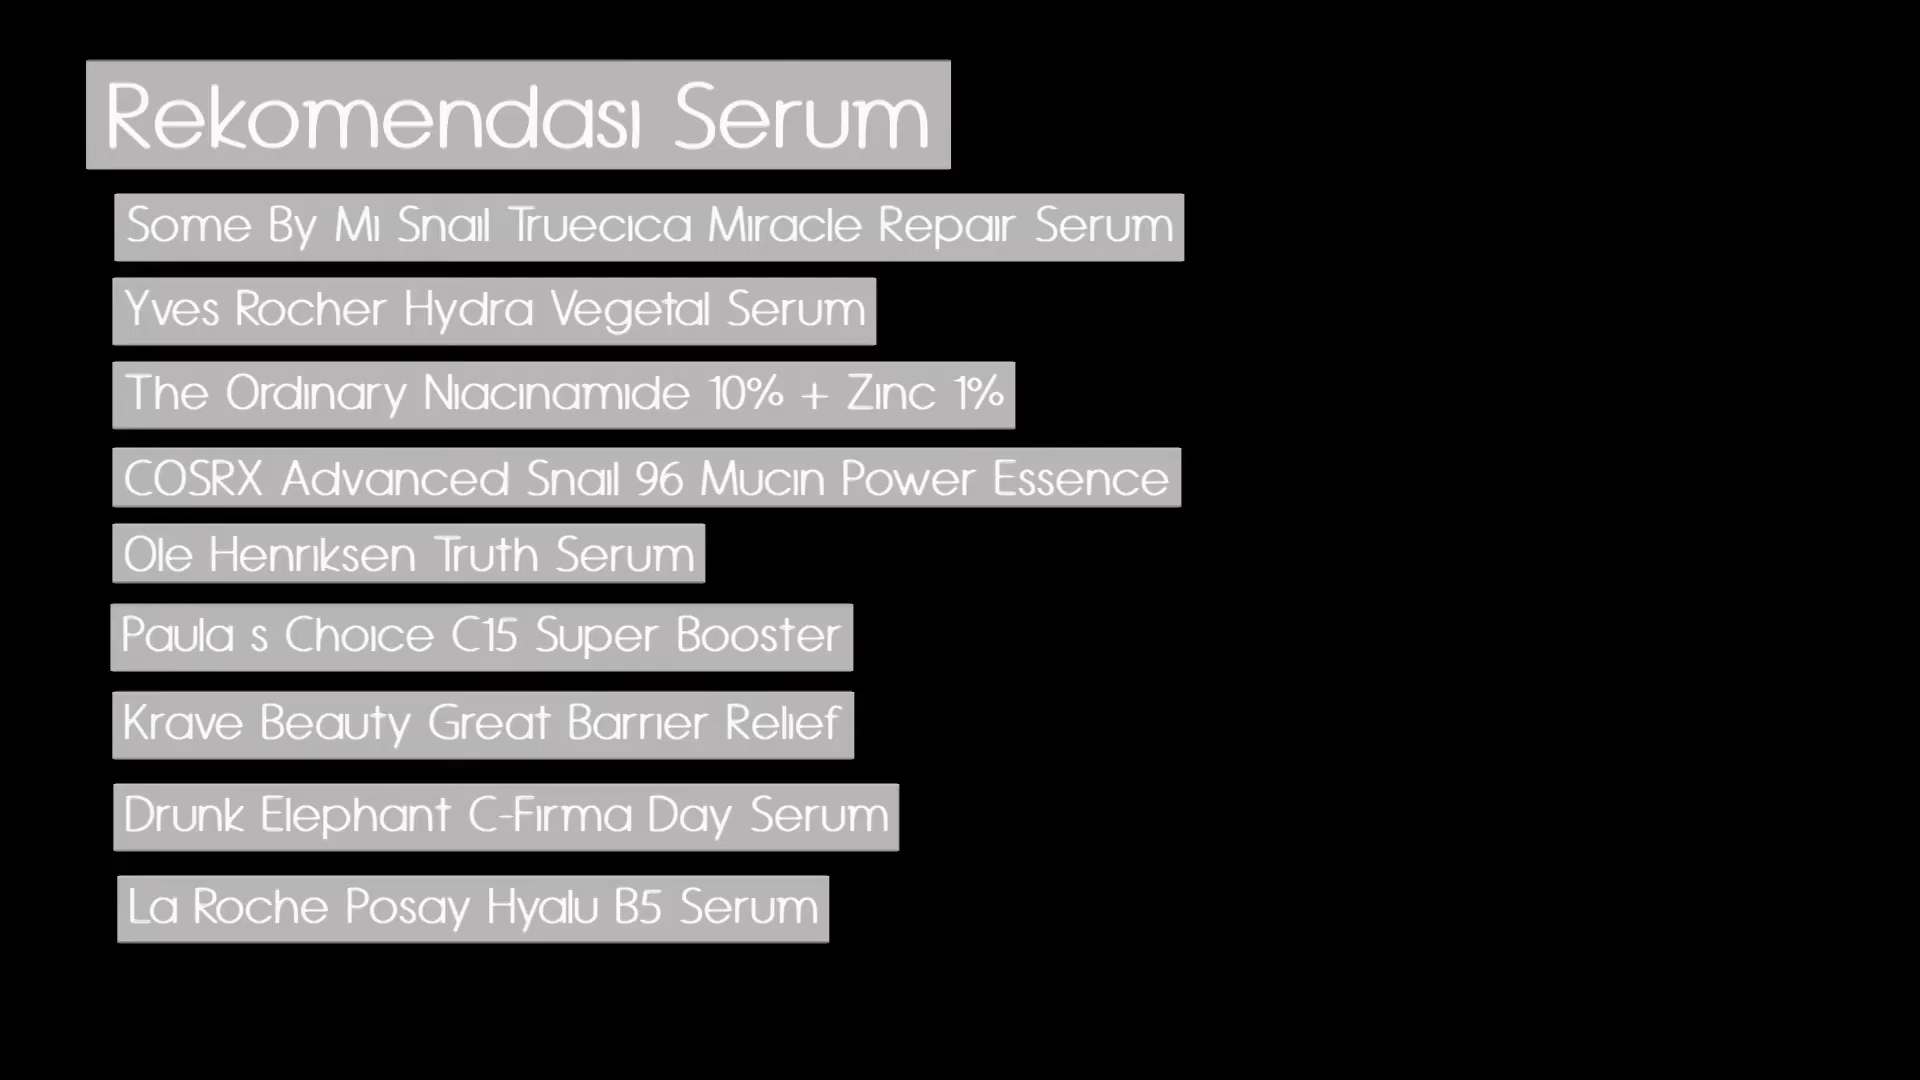 Rekomendasi Serum
Some By Mi Snail Truecica Miracle Repair Serum
Yves Rocher Hydra Vegetal Serum
The Ordinary Niacinamide 10% + Zinc 1%
COSRX Advanced Snail 96 Mucin Power Essence
Ole Henriksen Truth Serum
Paula s Choice C15 Super Booster
Krave Beauty Great Barrier Relief
Drunk Elephant C-Firma Day Serum
La Roche Posay Hyalu B5 Serum